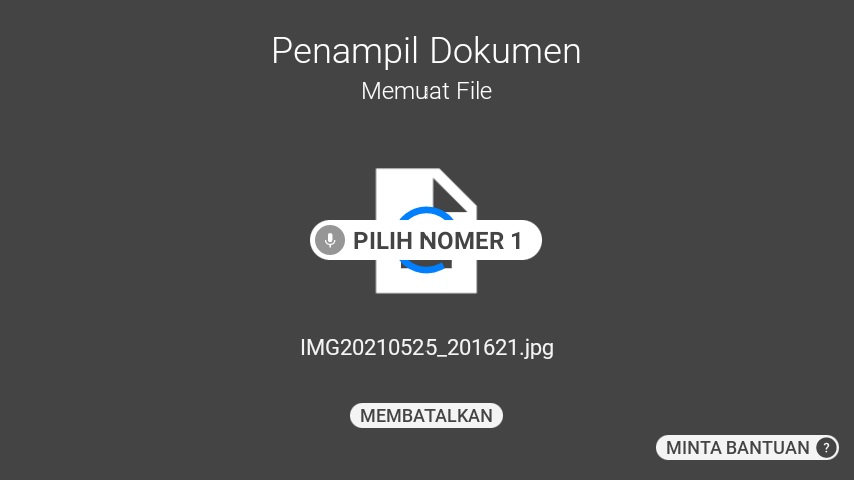 Penampil Dokumen
Memuat File
PILIH NOMER 1
IMG20210525_201621.jpg
MEMBATALKAN
MINTA BANTUAN ?